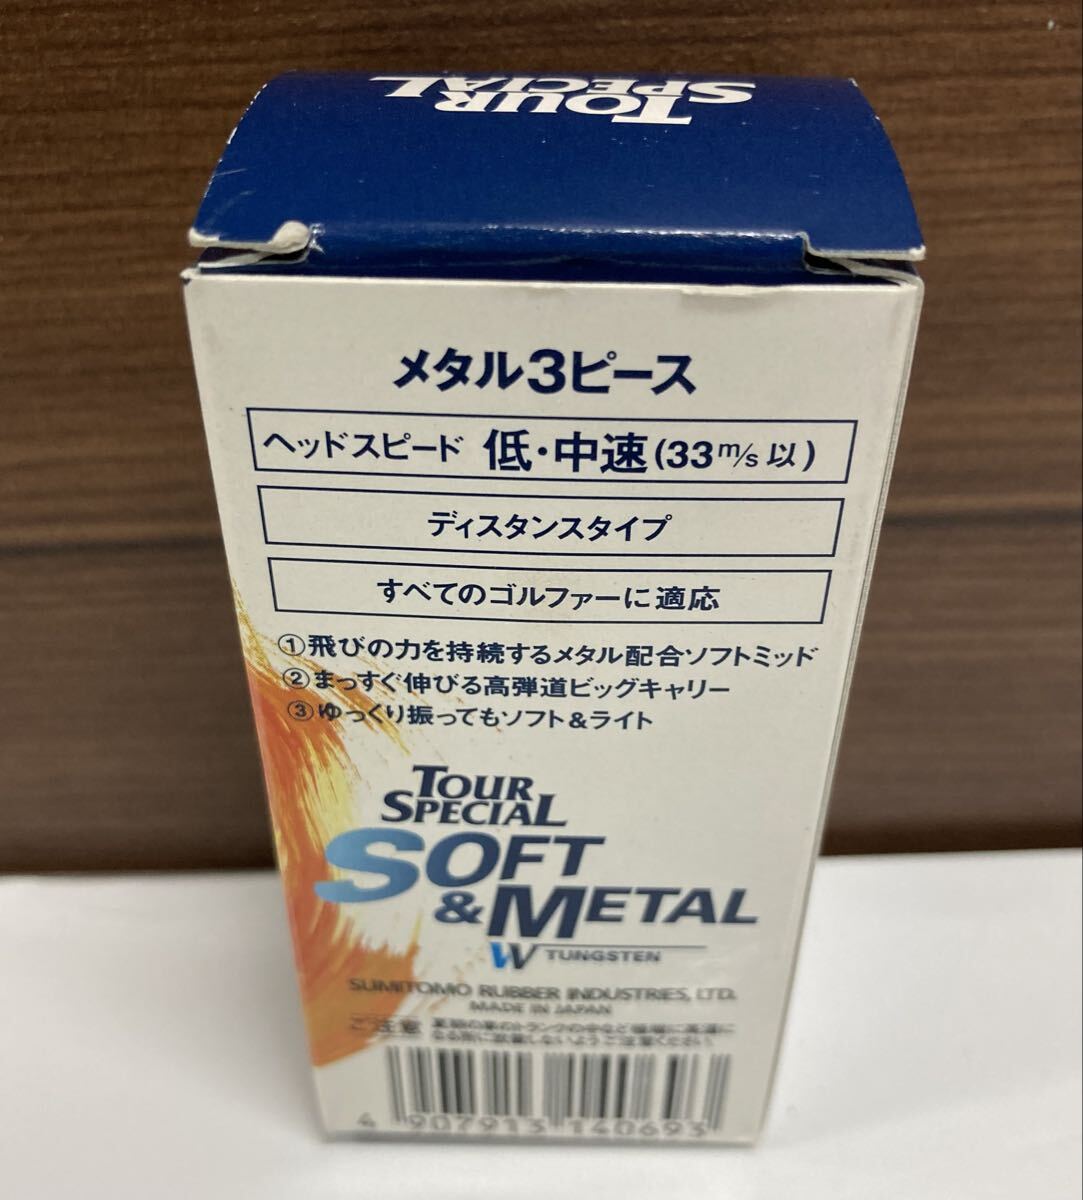 TOUR
SPECIAL
メタル3ピース
ヘッドスピード 低・中速(33m/s 以)
ディスタンスタイプ
すべてのゴルファーに適応
①飛びの力を持続するメタル配合ソフトミッド
②まっすぐ伸びる高弾道ビッグキャリー
③ゆっくり振ってもソフト&ライト
TOUR
SPECIAL
SOFT
&METAL
W TUNGSTEN
SUMITOMO RUBBER INDUSTRIES, LTD.
MADE IN JAPAN
ご注意
4 907913 140693